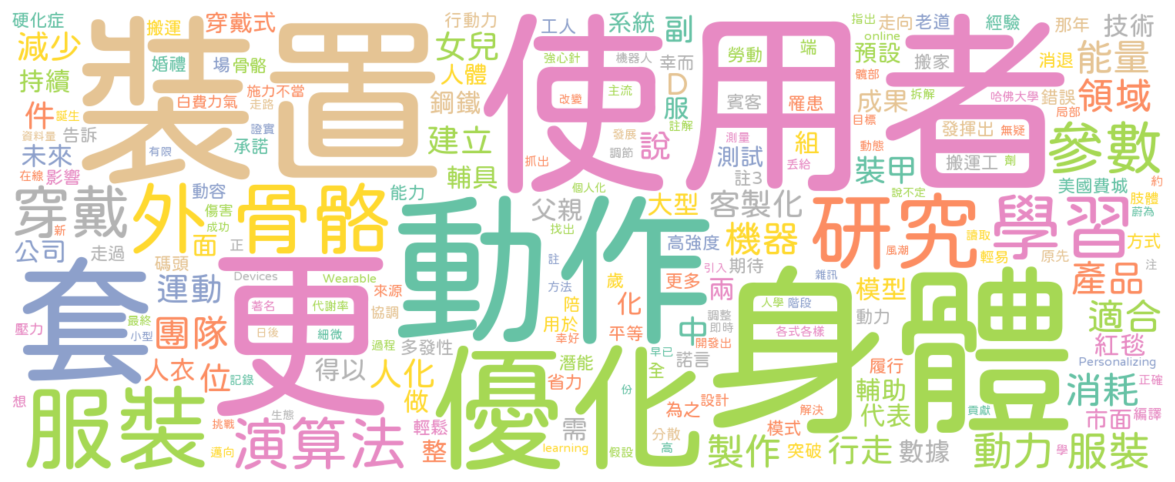 裝置
使用者
動作
身體
更
優化
套
服裝
外骨骼
研究
學習
穿戴
演算法
參數
領域
能量
技術
硬化症
搬運
穿戴式
減少
婚禮
場
骨骼
持續
白費力氣
施力不當
件
誕生
告訴
走路
資料量
證實
未來
承諾
在線
影響
有限
行動力
工人
系統
副
女兒
強心針
機器人
人體
鋼鐵
改變
主流
服
建立
發展
註解
說
輔具
抓出
調節
勞動
端
幸而
D
賓客
罹患
組
測量
測試
丟給
註3
指出
走向
老道
經驗
那年
online
預設
搬家
消退
髖部
拆解
哈佛大學
錯誤
成果
目標
局部
發揮出
無疑
動態
搬運工
劑
裝甲
美國費城
說不定
約
肢體
蔚為
動容
能力
傷害
成功
面
新
公司
走過
正
碼頭
個人化
父親
大型
找出
客製化
高強度
機器
期待
風潮
讀取
原先
方式
輕易
注
產品
運動
Devices
Wearable
著名
代謝率
來源
協調
日後
細微
註
方法
歲
陪
化
更多
引入
兩
用於
幸好
平等
中
開發出
雜訊
人學
階段
模型
調整
即時
動力
各式各樣
適合
紅毯
Personalizing
壓力
最終
小型
團隊
過程
多發性
人衣
位
記錄
得以
人化
潛能
省力
早已
全
諾言
履行
輔助
消耗
想
做
份
為之
設計
代表
貢獻
市面
編譯
正確
挑戰
生態
輕鬆
整
邁向
learning
假設
需
分散
高
模式
解決
製作
突破
行走
數據
動力
服裝
學